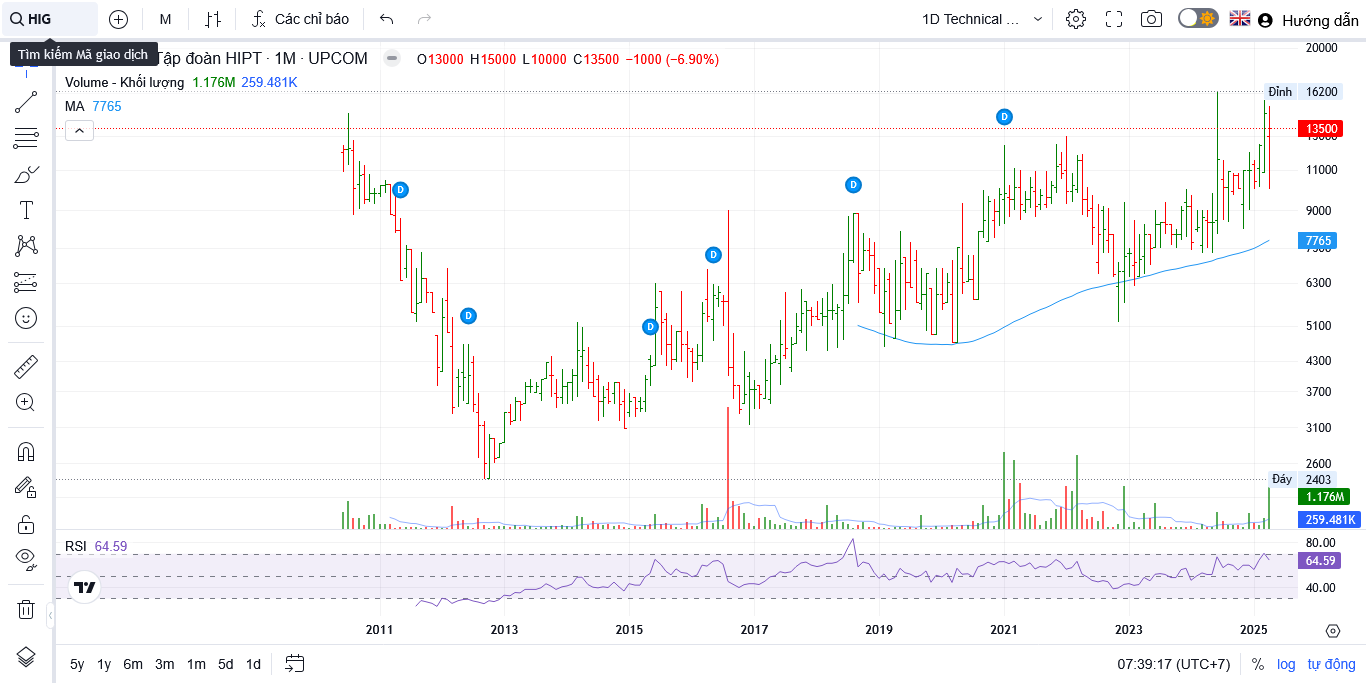 HIG
M
Các chỉ báo
1D Technical ...
Hướng dẫn
Tìm kiếm Mã giao dịch
Tập đoàn HIPT · 1M · UPCOM
O13000 H15000 L10000 C13500 −1000 (−6.90%)
Volume - Khối lượng 1.176M 259.481K
MA 7765
20000
Đỉnh 16200
13500
11000
9000
7765
6300
5100
4300
3700
3100
2600
Đáy 2403
1.176M
259.481K
D
D
D
D
D
D
RSI 64.59
80.00
64.59
40.00
2011 2013 2015 2017 2019 2021 2023 2025
5y 1y 6m 3m 1m 5d 1d
07:39:17 (UTC+7) % log tự động